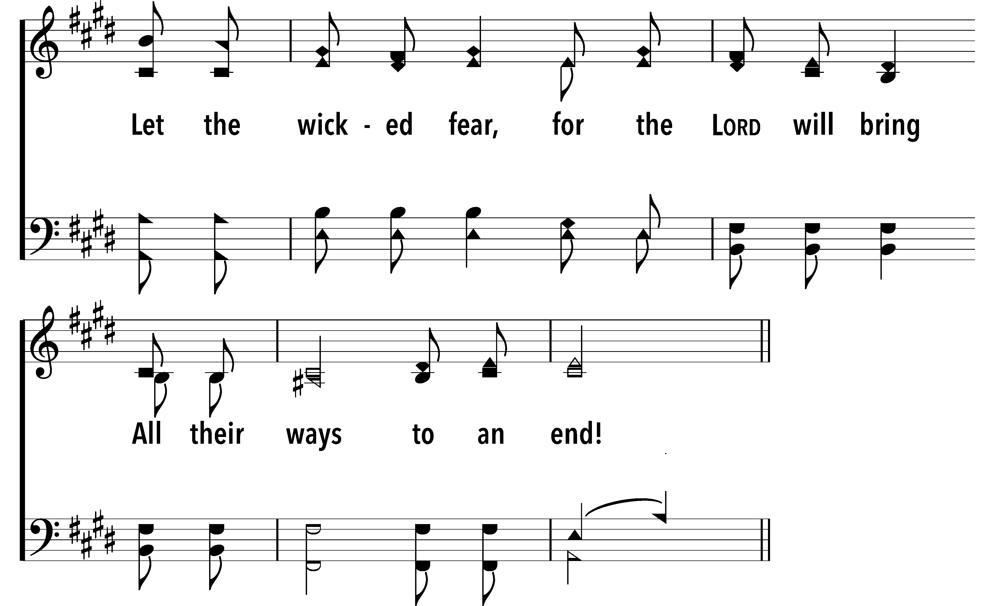 Let the wick - ed fear, for the LORD will bring
All their ways to an end!